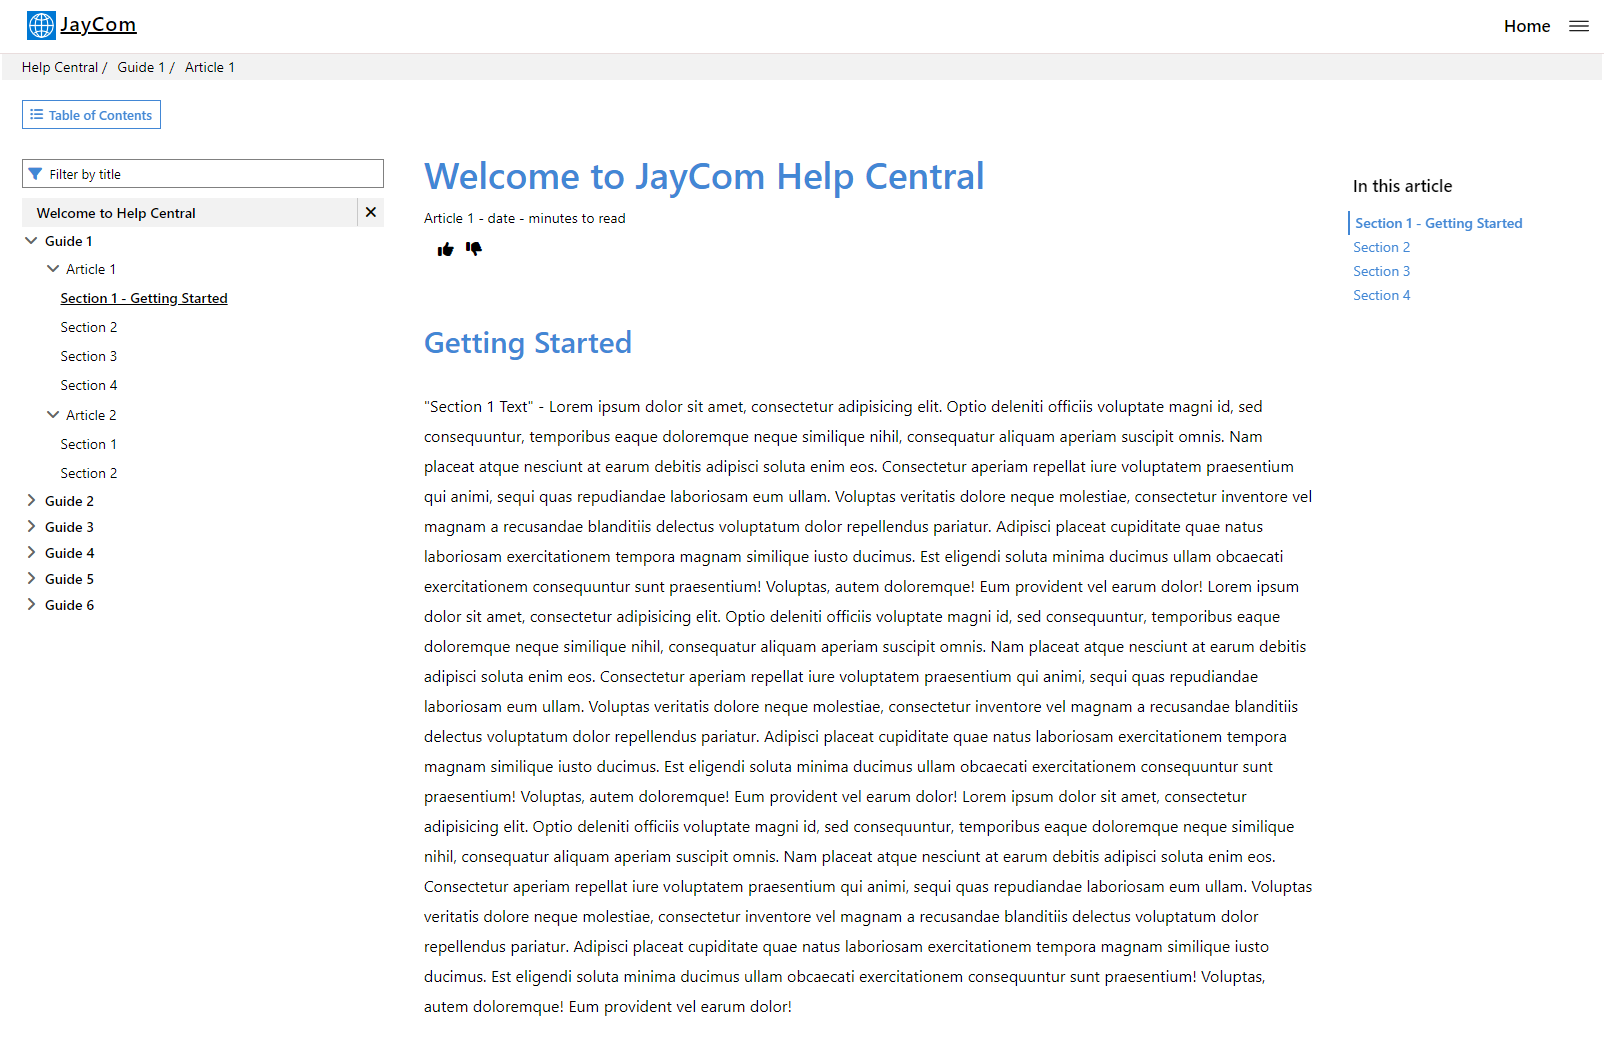 JayCom
Home
Help Central / Guide 1 / Article 1
Table of Contents
Filter by title
Welcome to Help Central
Guide 1
Article 1
Section 1 - Getting Started
Section 2
Section 3
Section 4
Article 2
Section 1
Section 2
Guide 2
Guide 3
Guide 4
Guide 5
Guide 6
Welcome to JayCom Help Central
Article 1 - date - minutes to read
Getting Started
"Section 1 Text" - Lorem ipsum dolor sit amet, consectetur adipisicing elit. Optio deleniti officiis voluptate magni id, sed
consequuntur, temporibus eaque doloremque neque similique nihil, consequatur aliquam aperiam suscipit omnis. Nam
placeat atque nesciunt at earum debitis adipisci soluta enim eos. Consectetur aperiam repellat iure voluptatem praesentium
qui animi, sequi quas repudiandae laboriosam eum ullam. Voluptas veritatis dolore neque molestiae, consectetur inventore vel
magnam a recusandae blanditiis delectus voluptatum dolor repellendus pariatur. Adipisci placeat cupiditate quae natus
laboriosam exercitationem tempora magnam similique iusto ducimus. Est eligendi soluta minima ducimus ullam obcaecati
exercitationem consequuntur sunt praesentium! Voluptas, autem doloremque! Eum provident vel earum dolor! Lorem ipsum
dolor sit amet, consectetur adipisicing elit. Optio deleniti officiis voluptate magni id, sed consequuntur, temporibus eaque
doloremque neque similique nihil, consequatur aliquam aperiam suscipit omnis. Nam placeat atque nesciunt at earum debitis
adipisci soluta enim eos. Consectetur aperiam repellat iure voluptatem praesentium qui animi, sequi quas repudiandae
laboriosam eum ullam. Voluptas veritatis dolore neque molestiae, consectetur inventore vel magnam a recusandae blanditiis
delectus voluptatum dolor repellendus pariatur. Adipisci placeat cupiditate quae natus laboriosam exercitationem tempora
magnam similique iusto ducimus. Est eligendi soluta minima ducimus ullam obcaecati exercitationem consequuntur sunt
praesentium! Voluptas, autem doloremque! Eum provident vel earum dolor! Lorem ipsum dolor sit amet, consectetur
adipisicing elit. Optio deleniti officiis voluptate magni id, sed consequuntur, temporibus eaque doloremque neque similique
nihil, consequatur aliquam aperiam suscipit omnis. Nam placeat atque nesciunt at earum debitis adipisci soluta enim eos.
Consectetur aperiam repellat iure voluptatem praesentium qui animi, sequi quas repudiandae laboriosam eum ullam. Voluptas
veritatis dolore neque molestiae, consectetur inventore vel magnam a recusandae blanditiis delectus voluptatum dolor
repellendus pariatur. Adipisci placeat cupiditate quae natus laboriosam exercitationem tempora magnam similique iusto
ducimus. Est eligendi soluta minima ducimus ullam obcaecati exercitationem consequuntur sunt praesentium! Voluptas,
autem doloremque! Eum provident vel earum dolor!
In this article
Section 1 - Getting Started
Section 2
Section 3
Section 4